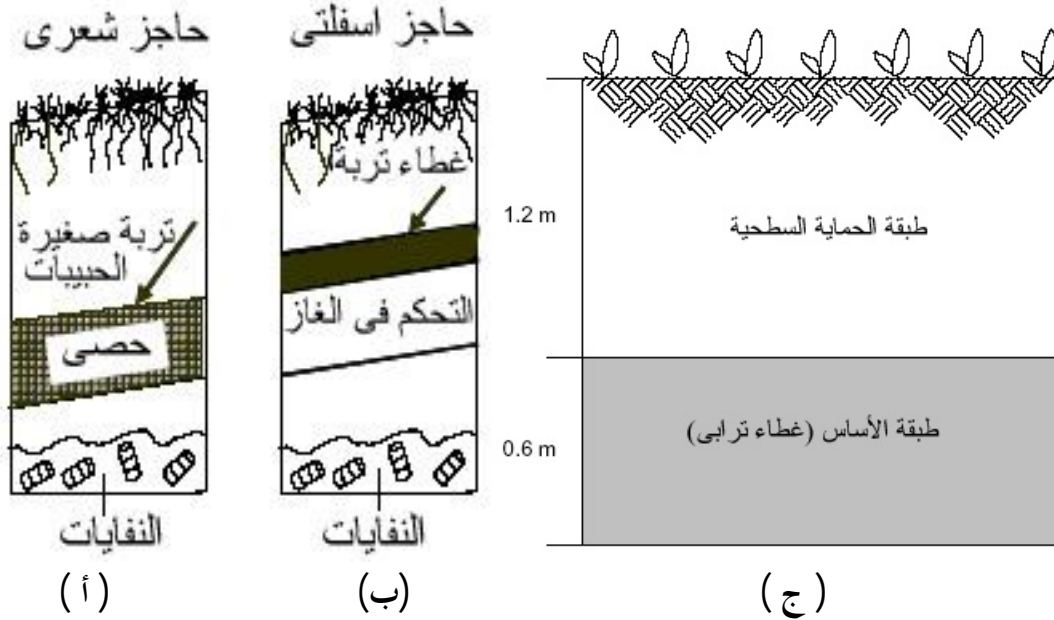 حاجز شعرى
تربة صغيرة
الحبيبات
حصى
النفايات
(أ)
حاجز اسفلتى
غطاء تربة
التحكم فى الغاز
النفايات
(ب)
1.2 m
طبقة الحماية السطحية
0.6 m
طبقة الأساس (غطاء ترابى)
(ج)